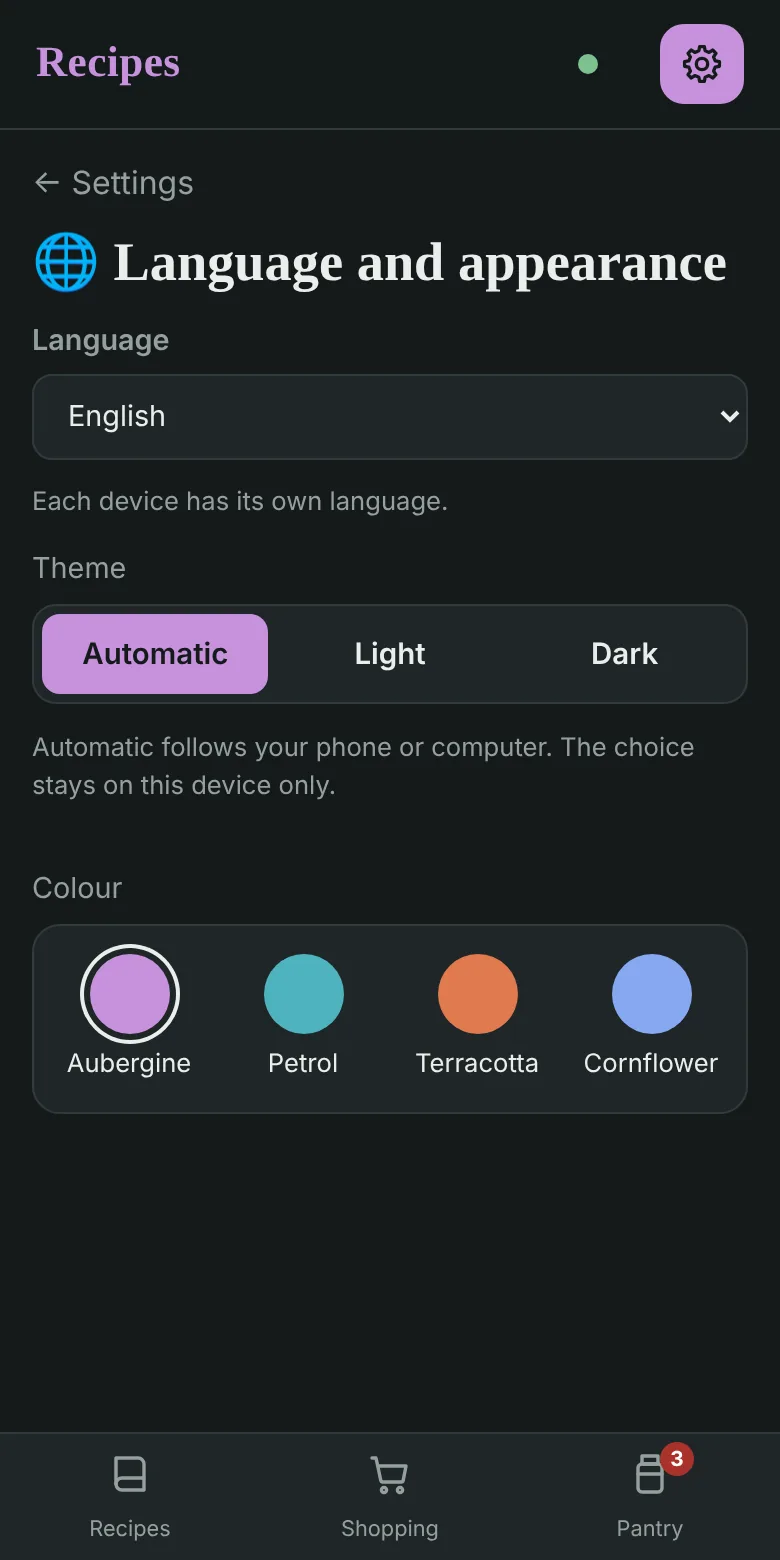 Recipes
← Settings
🌐 Language and appearance
Language
English
Each device has its own language.
Theme
Automatic Light Dark
Automatic follows your phone or computer. The choice
stays on this device only.
Colour
Aubergine Petrol Terracotta Cornflower
3
Recipes Shopping Pantry